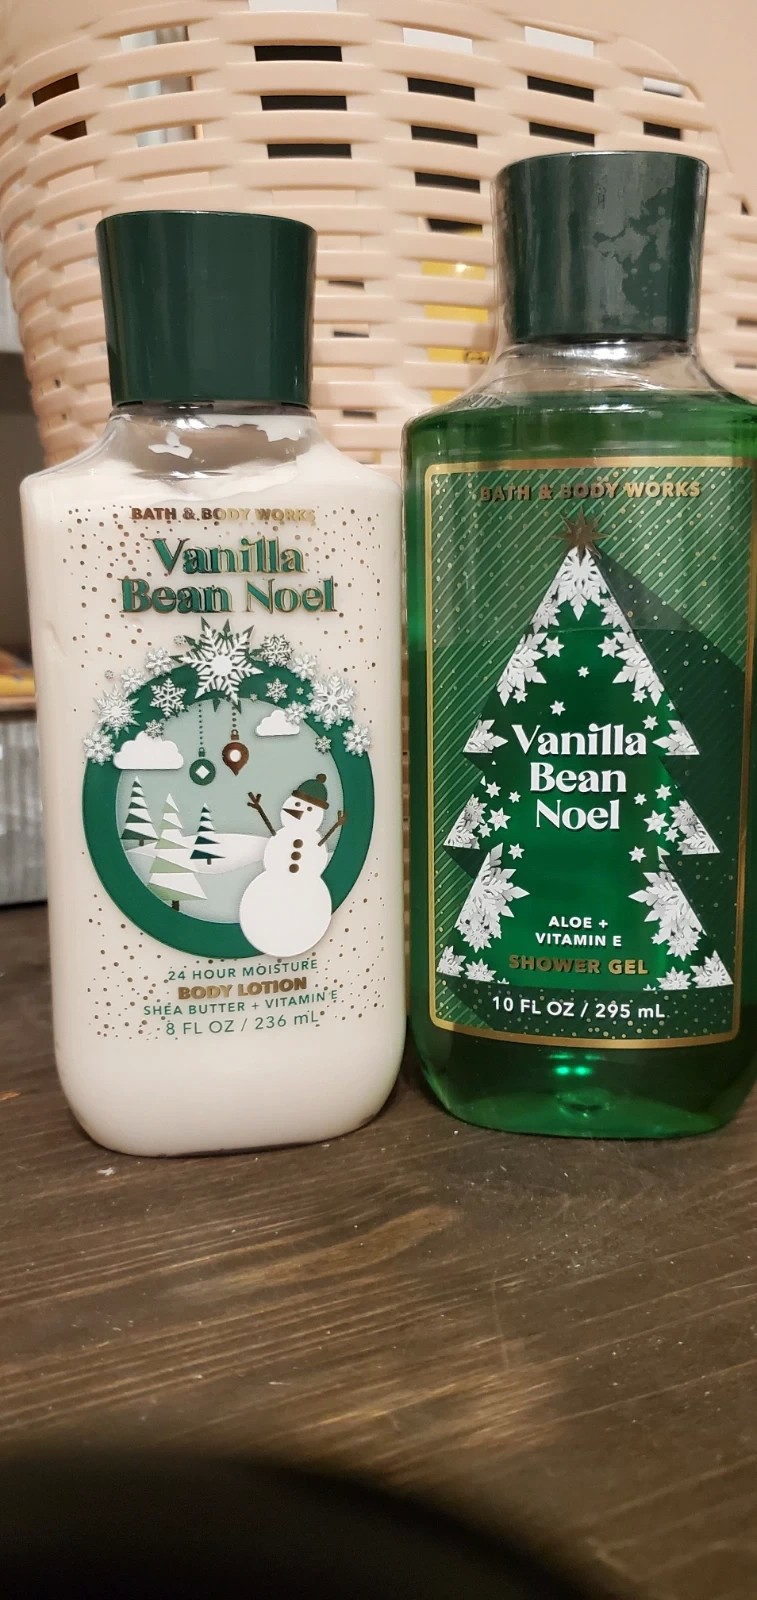 BATH & BODY WORKS
Vanilla
Bean Noel
24 HOUR MOISTURE
BODY LOTION
SHEA BUTTER + VITAMIN E
8 FL OZ / 236 mL
BATH & BODY WORKS
Vanilla
Bean
Noel
ALOE +
VITAMIN E
SHOWER GEL
10 FL OZ / 295 mL